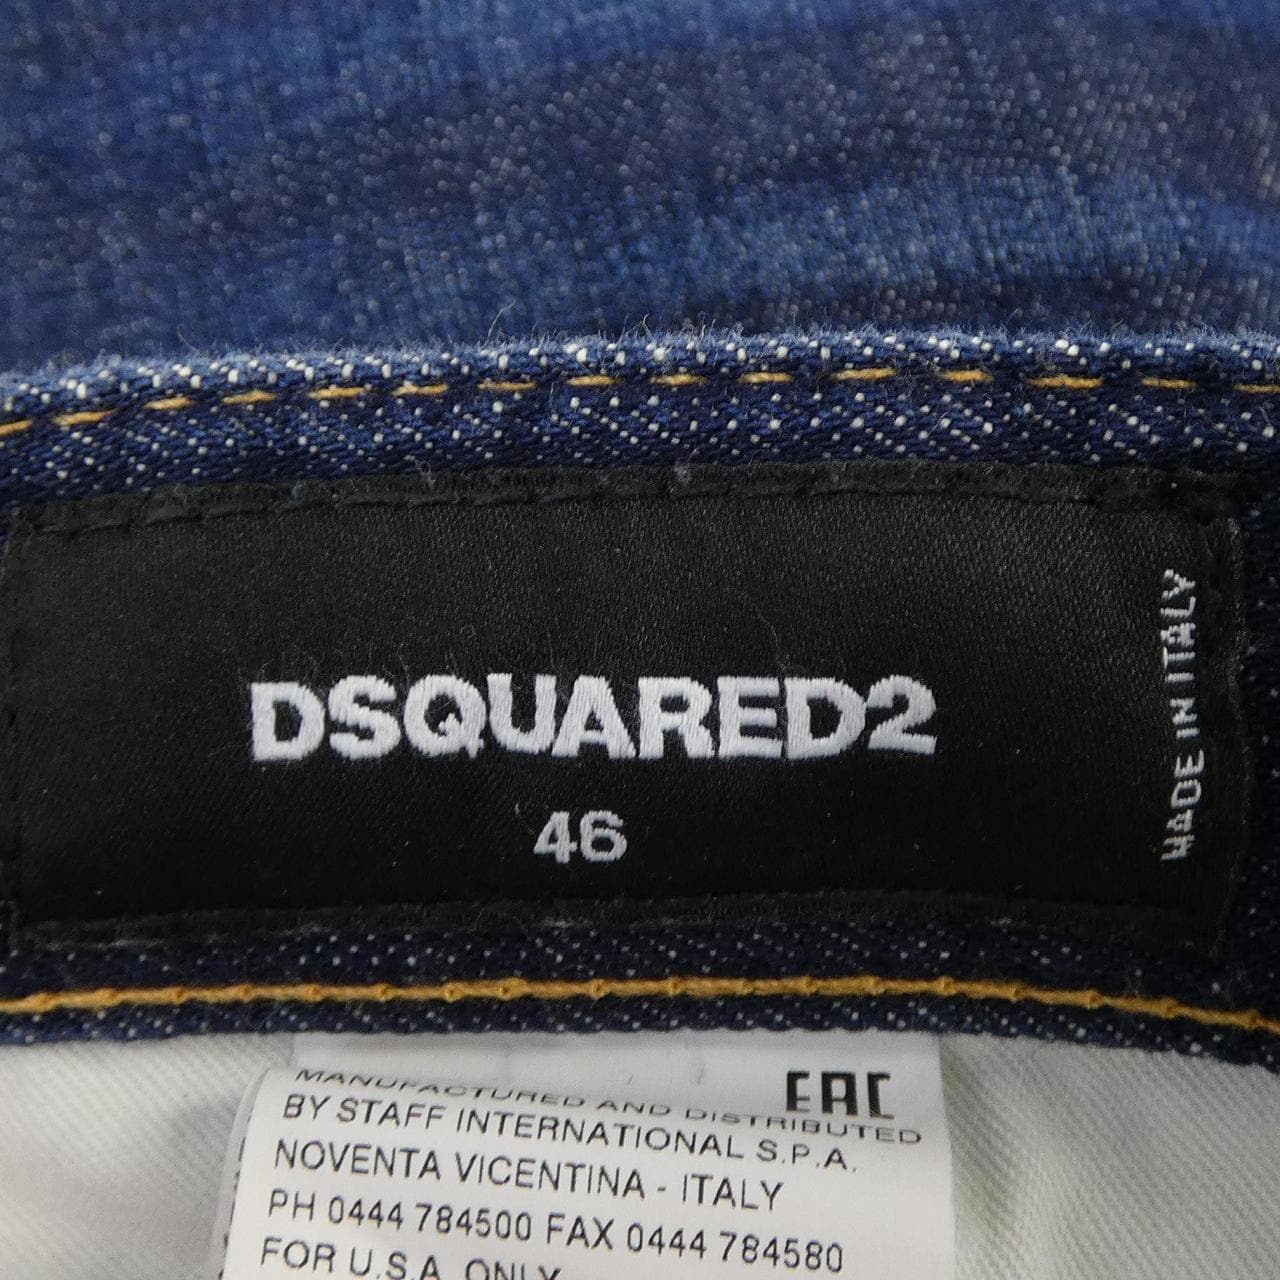 DSQUARED2
46
MADE IN ITALY
EAC
MANUFACTURED AND DISTRIBUTED
BY STAFF INTERNATIONAL S.P.A.
NOVENTA VICENTINA - ITALY
PH 0444 784500 FAX 0444 784580
FOR U.S.A. ONLY